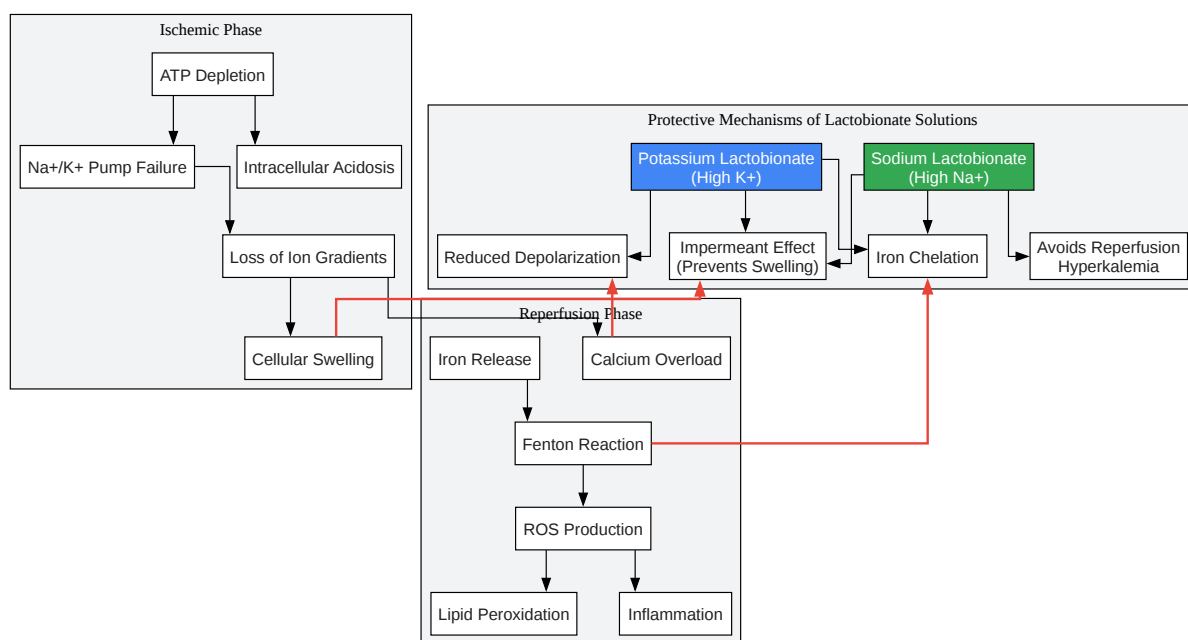 Ischemic Phase
ATP Depletion
Na+/K+ Pump Failure
Intracellular Acidosis
Loss of Ion Gradients
Cellular Swelling
Protective Mechanisms of Lactobionate Solutions
Potassium Lactobionate
(High K+)
Sodium Lactobionate
(High Na+)
Reduced Depolarization
Impermeant Effect
(Prevents Swelling)
Iron Chelation
Avoids Reperfusion
Hyperkalemia
Reperfusion Phase
Iron Release
Calcium Overload
Fenton Reaction
ROS Production
Lipid Peroxidation
Inflammation